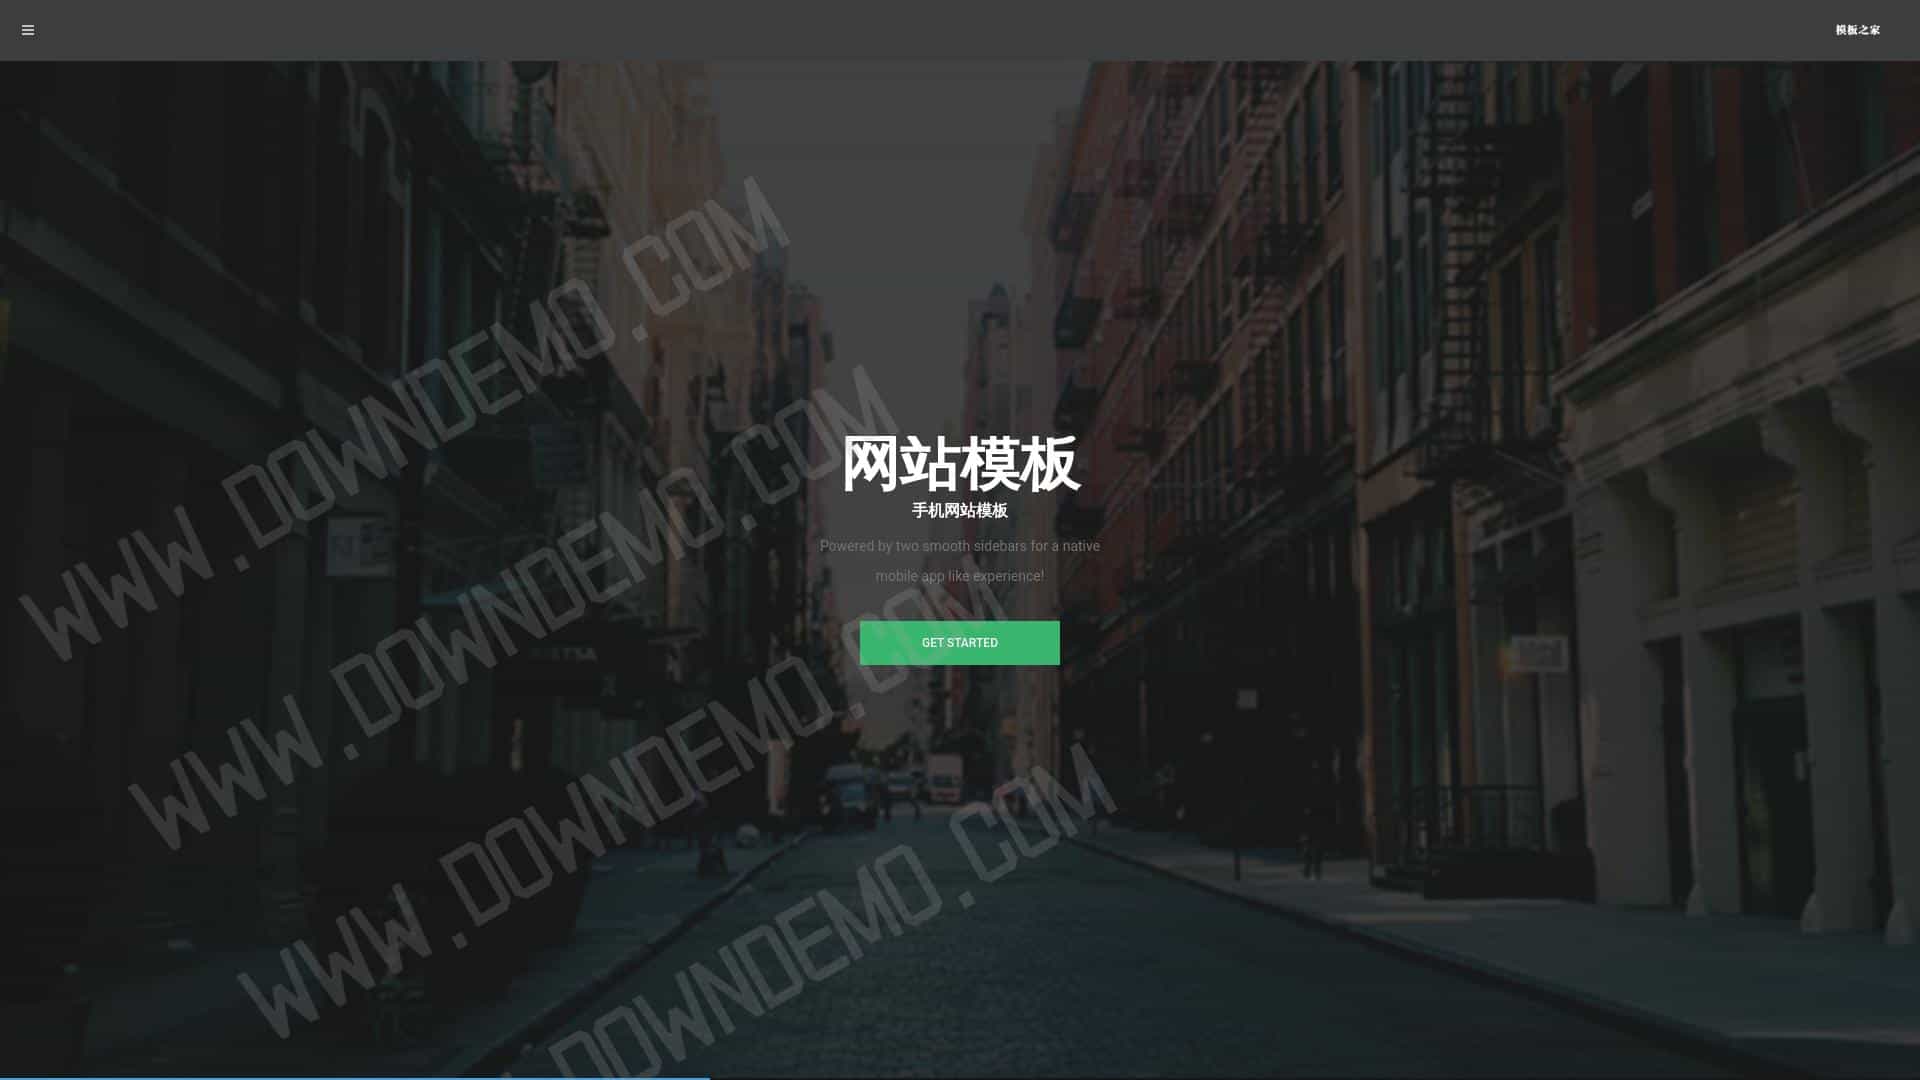 模板之家
WWW.DOWNDEMO.COM
WWW.DOWNDEMO.COM
网站模板
手机网站模板
Powered by two smooth sidebars for a native
mobile app like experience!
GET STARTED
WWW.DOWNDEMO.COM
DOWNDEMO.COM